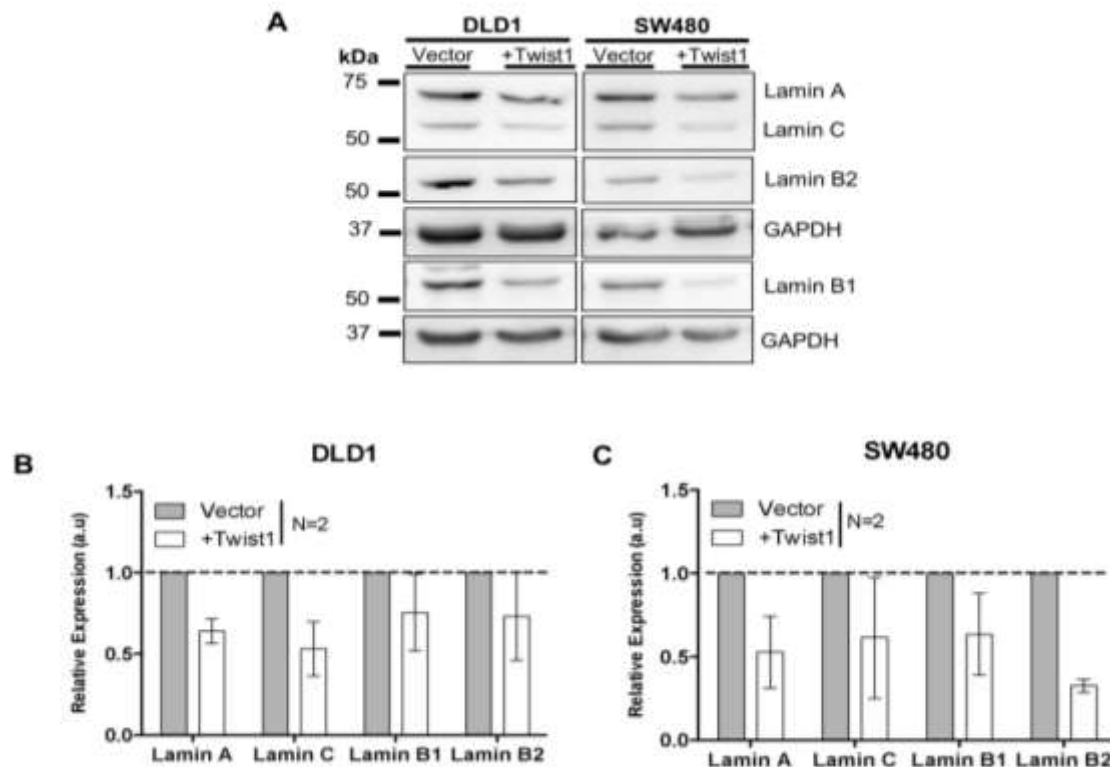 A
DLD1 SW480
kDa Vector +Twist1 Vector +Twist1
75
Lamin A
Lamin C
50
Lamin B2
50
37 GAPDH
Lamin B1
50
37
GAPDH
B DLD1
Relative Expression (a.u)
1.5
1.0
0.5
0.0
Vector
+Twist1
N=2
Lamin A Lamin C Lamin B1 Lamin B2
C SW480
Relative Expression (a.u)
1.5
1.0
0.5
0.0
Vector
+Twist1
N=2
Lamin A Lamin C Lamin B1 Lamin B2